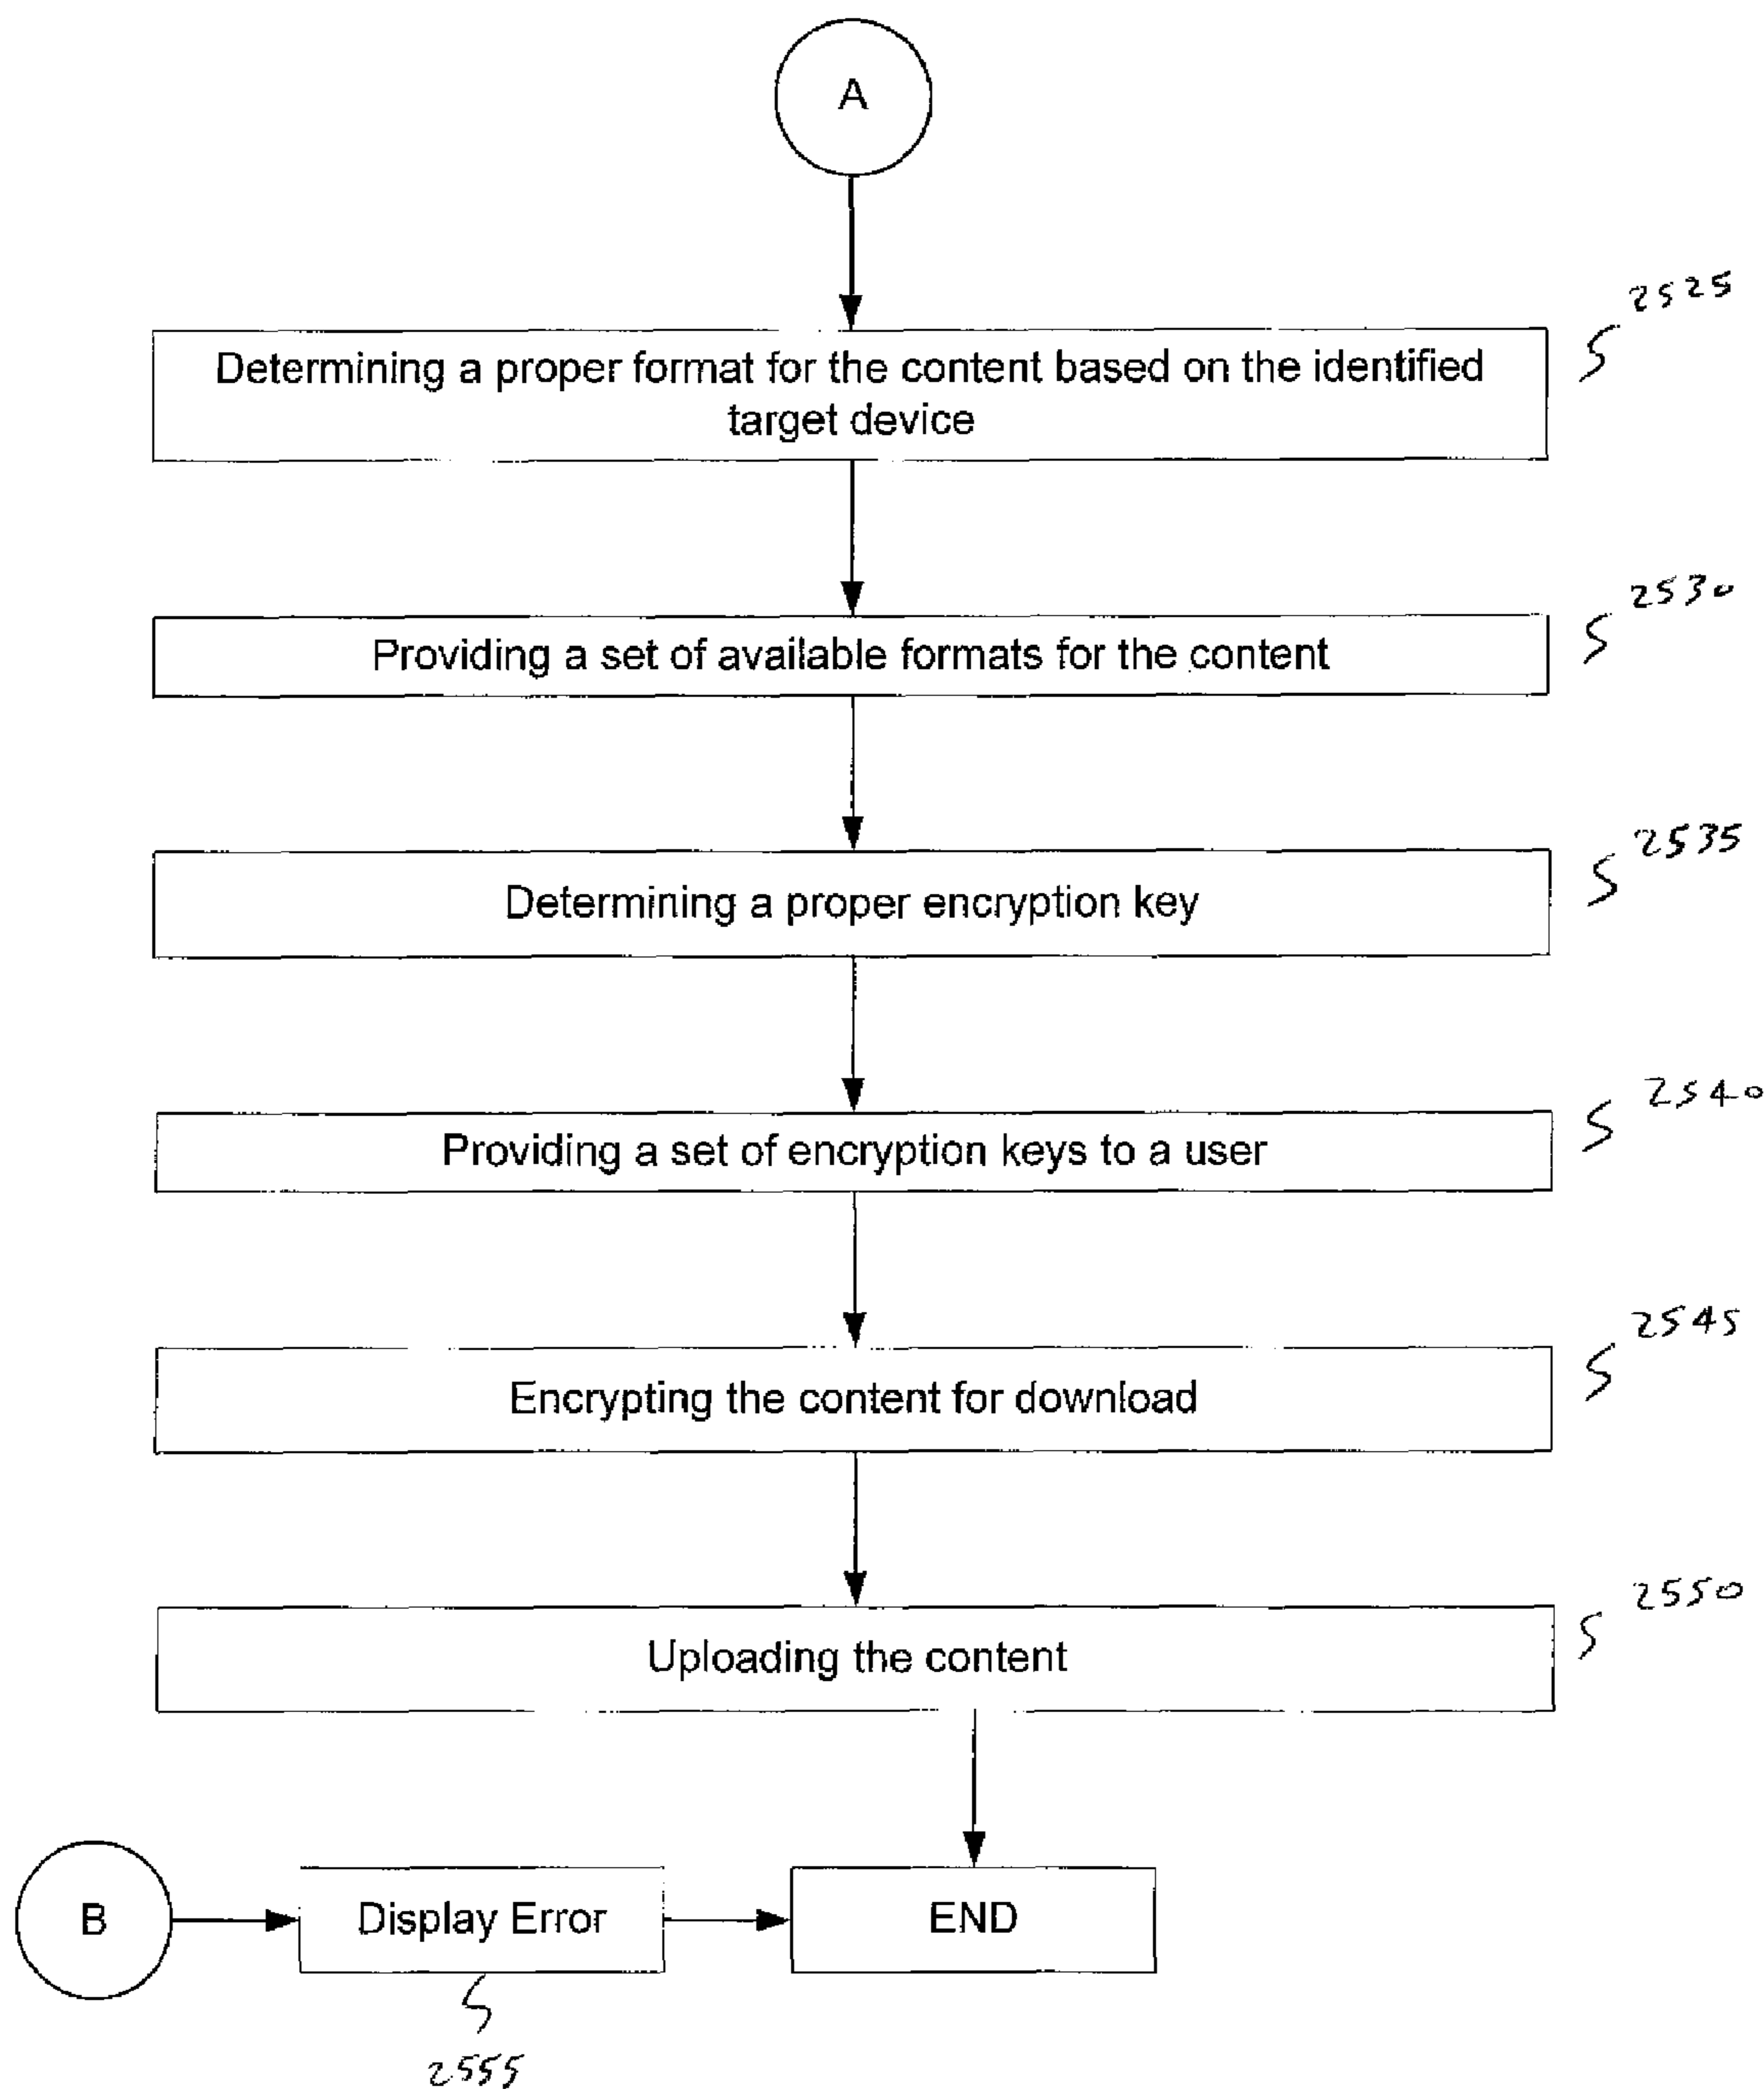 A
2525
Determining a proper format for the content based on the identified
target device
2530
Providing a set of available formats for the content
2535
Determining a proper encryption key
2540
Providing a set of encryption keys to a user
2545
Encrypting the content for download
2550
Uploading the content
B
Display Error
END
2555